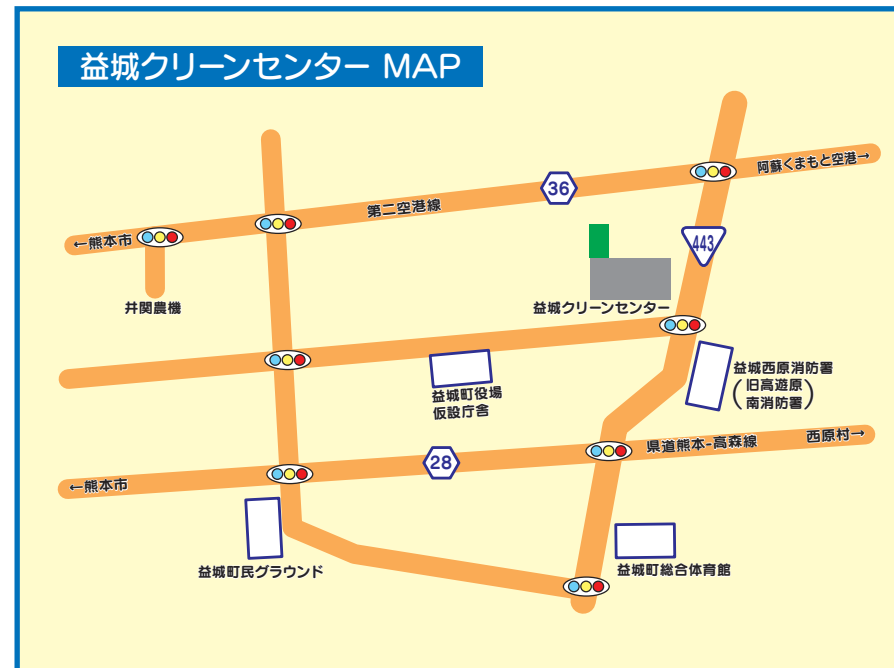 益城クリーンセンター MAP
阿蘇くまもと空港→
36
第二空港線
←熊本市
443
井関農機
益城クリーンセンター
益城町役場
仮設庁舎
益城西原消防署
(旧高遊原
南消防署)
県道熊本-高森線
西原村→
28
←熊本市
益城町民グラウンド
益城町総合体育館